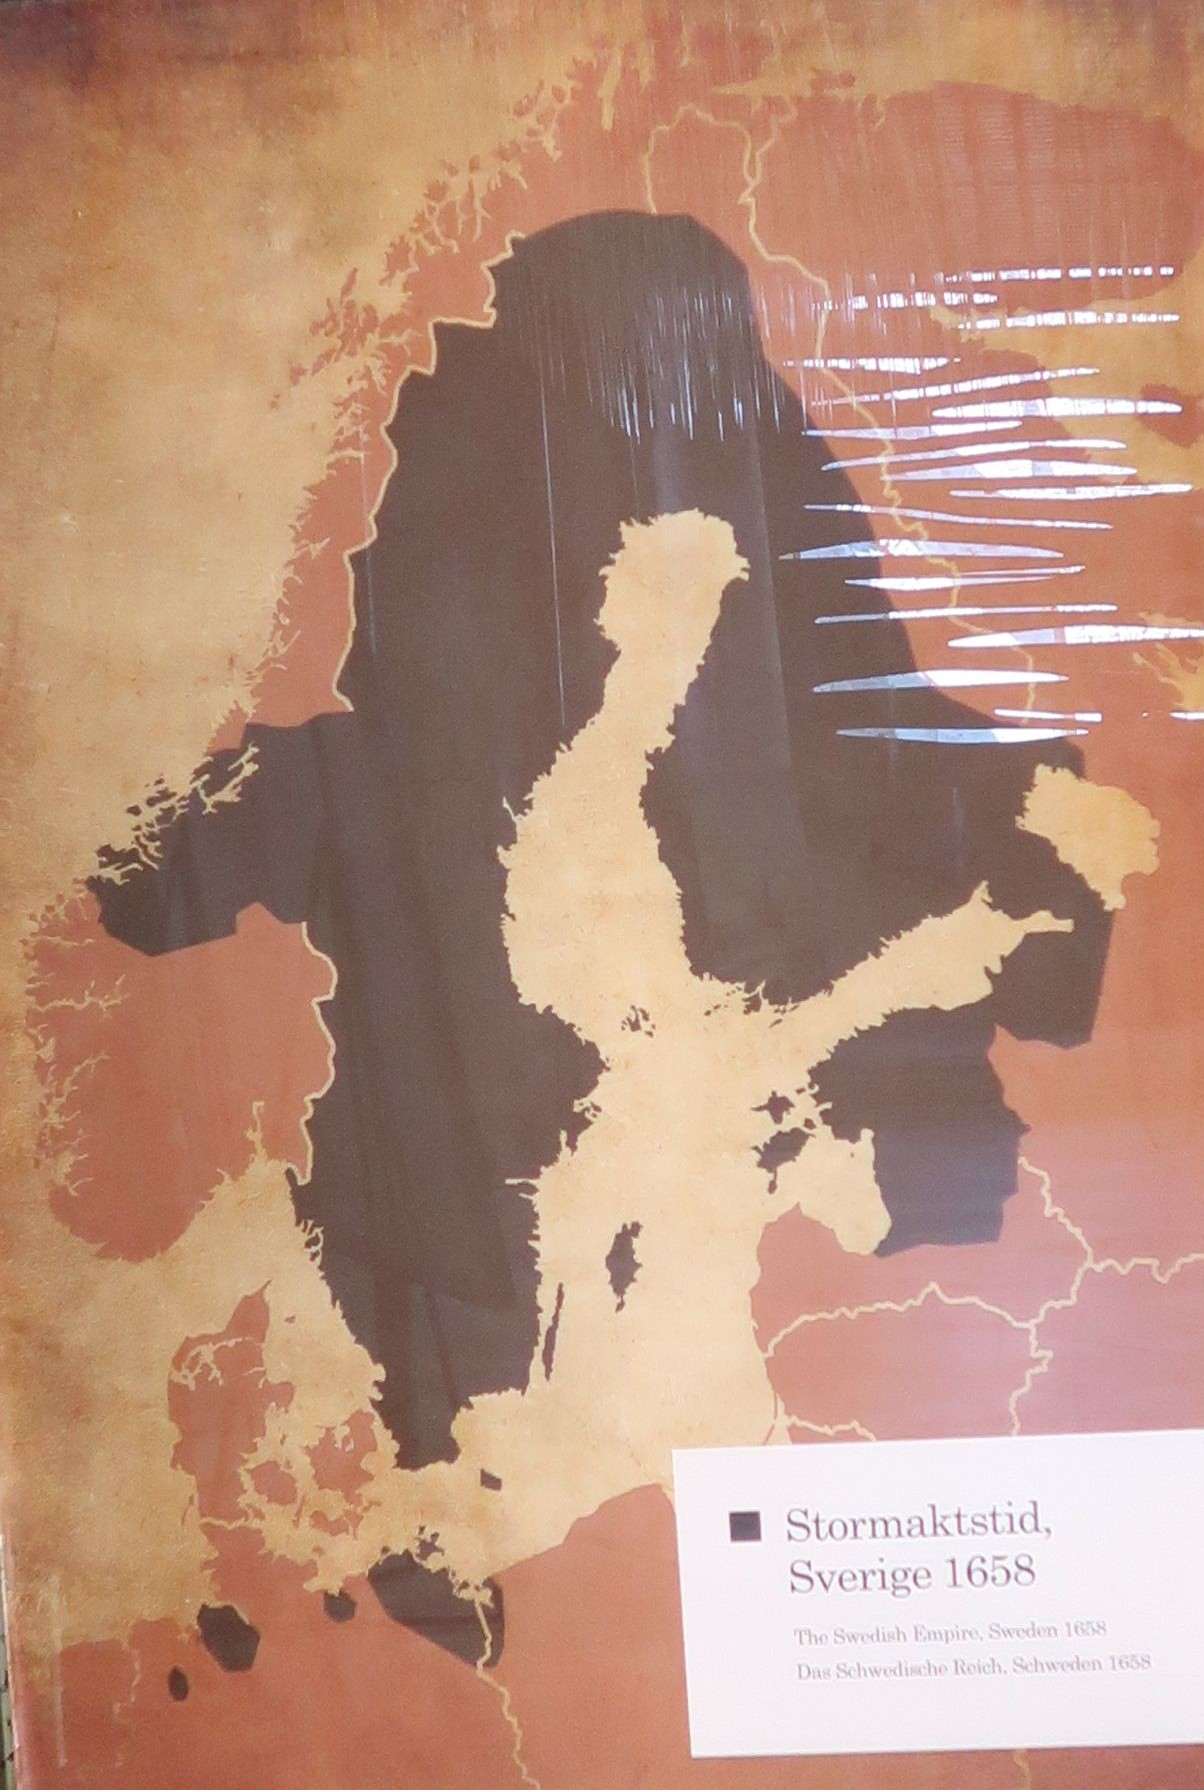 Stormaktstid,
Sverige 1658
The Swedish Empire, Sweden 1658
Das Schwedische Reich, Schweden 1658